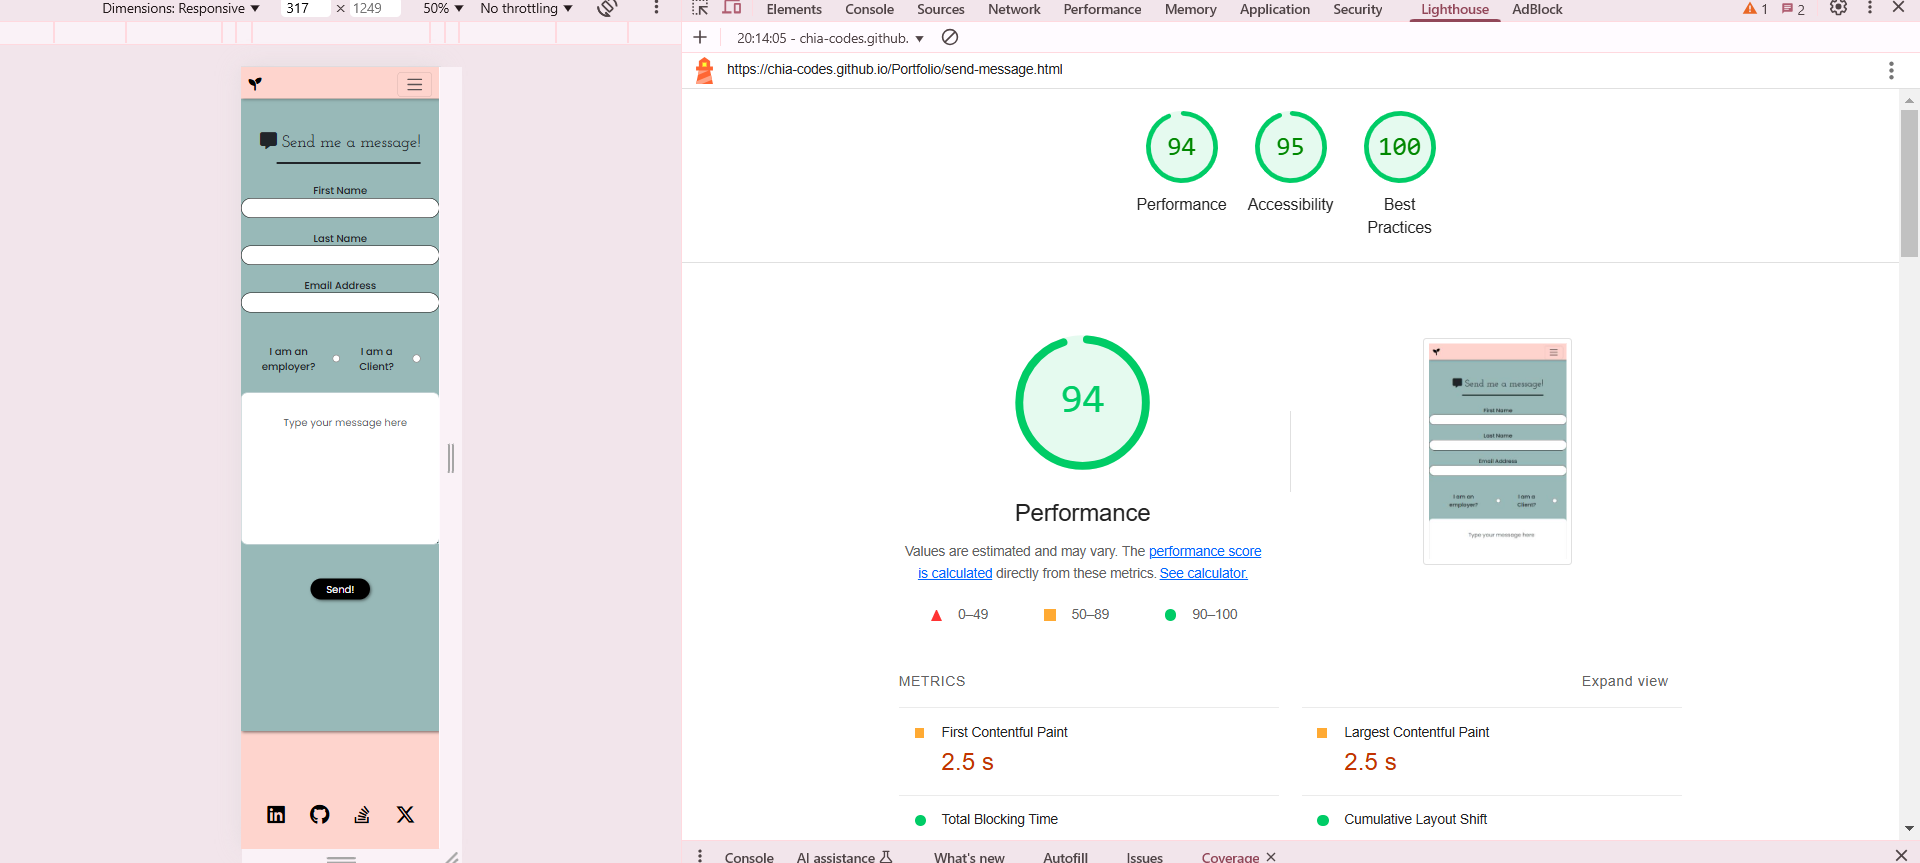 Dimensions: Responsive 317 × 1249 50% No throttling
Elements Console Sources Network Performance Memory Application Security Lighthouse AdBlock 1 2
20:14:05 - chia-codes.github.
https://chia-codes.github.io/Portfolio/send-message.html
Send me a message!
First Name
Last Name
Email Address
I am an employer?
I am a Client?
Type your message here
Send!
94 95 100
Performance Accessibility Best
Practices
94
Performance
Values are estimated and may vary. The performance score
is calculated directly from these metrics. See calculator.
0–49 50–89 90–100
Send me a message!
First Name
Last Name
Email Address
I am an employer?
I am a Client?
Type your message here
METRICS Expand view
First Contentful Paint
2.5 s
Largest Contentful Paint
2.5 s
Total Blocking Time
Cumulative Layout Shift
Console AI assistance What's new Autofill Issues Coverage